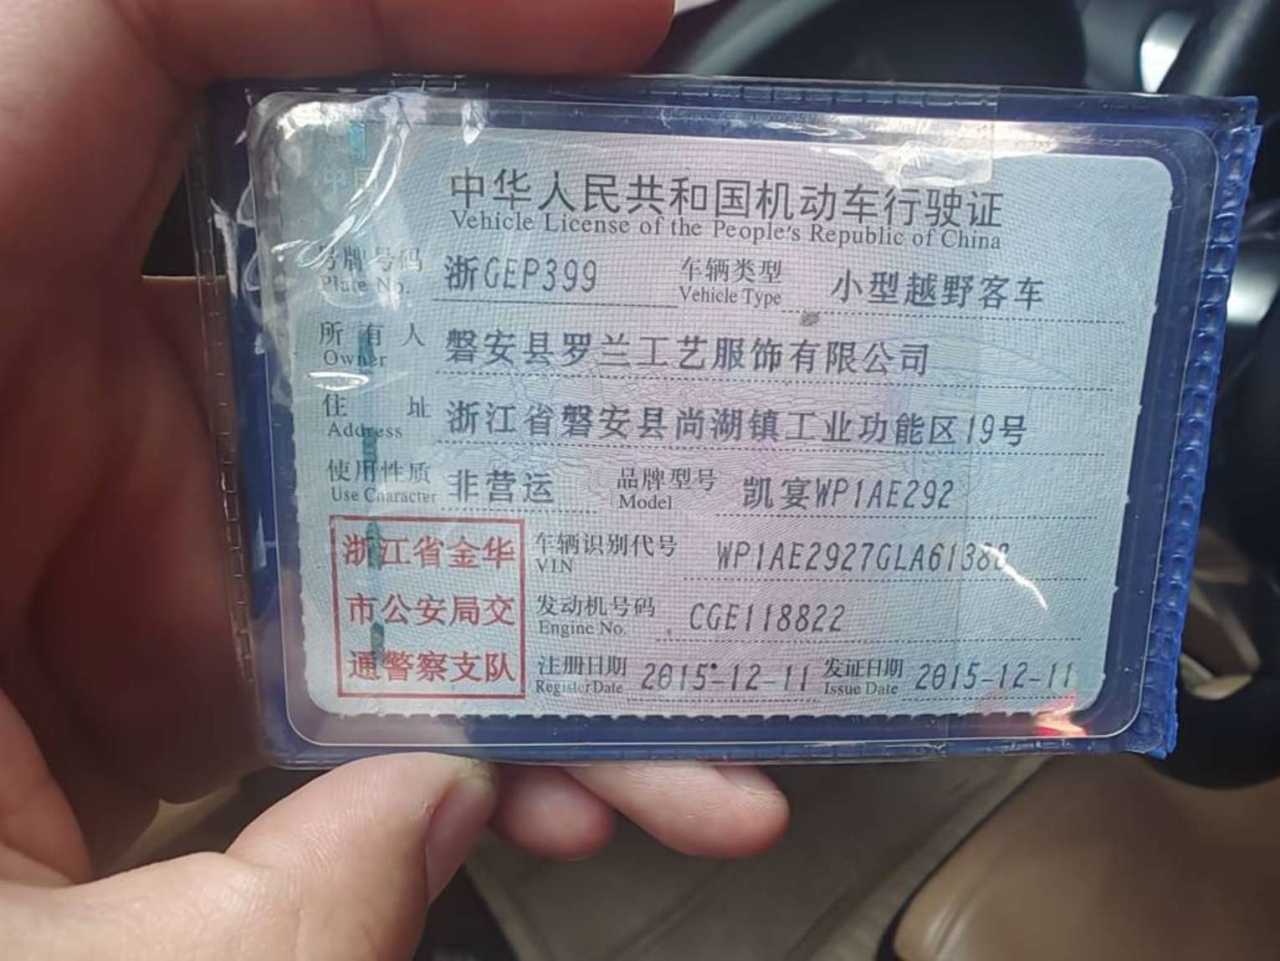 中华人民共和国机动车行驶证
Vehicle License of the People's Republic of China
号牌号码 浙GEP399 车辆类型 小型越野客车
Plate No. Vehicle Type
所有人 磐安县罗兰工艺服饰有限公司
Owner
住址 浙江省磐安县尚湖镇工业功能区19号
Address
使用性质 非营运 品牌型号 凯宴WP1AE292
Use Character Model
浙江省金华
市公安局交
通警察支队
车辆识别代号
VIN
发动机号码 CGE118822
Engine No.
注册日期 2015-12-11 发证日期 2015-12-11
Register Date Issue Date